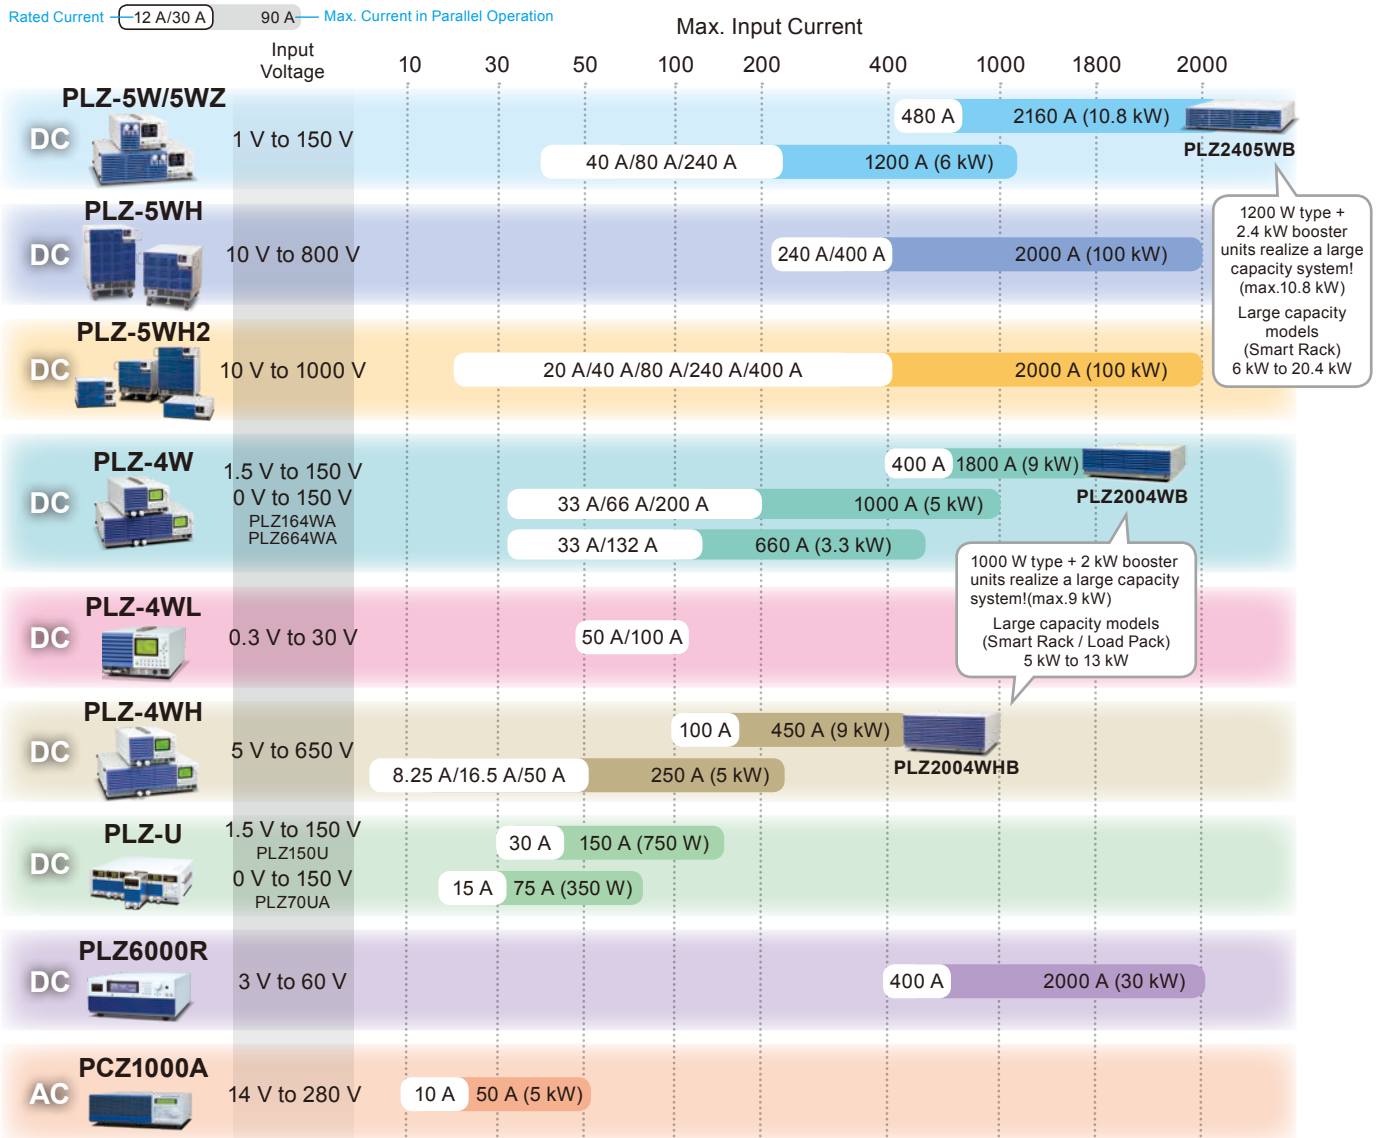 Rated Current 12 A/30 A 90 A Max. Current in Parallel Operation
Max. Input Current
Input
Voltage
10 30 50 100 200 400 1000 1800 2000
PLZ-5W/5WZ
DC
1 V to 150 V
480 A 2160 A (10.8 kW)
PLZ2405WB
40 A/80 A/240 A 1200 A (6 kW)
1200 W type +
2.4 kW booster
units realize a large
capacity system!
(max.10.8 kW)
Large capacity
models
(Smart Rack)
6 kW to 20.4 kW
PLZ-5WH
DC
10 V to 800 V
240 A/400 A 2000 A (100 kW)
PLZ-5WH2
DC
10 V to 1000 V
20 A/40 A/80 A/240 A/400 A 2000 A (100 kW)
PLZ-4W
DC
1.5 V to 150 V
0 V to 150 V
PLZ164WA
PLZ664WA
400 A 1800 A (9 kW)
PLZ2004WB
33 A/66 A/200 A 1000 A (5 kW)
33 A/132 A 660 A (3.3 kW)
1000 W type + 2 kW booster
units realize a large capacity
system!(max.9 kW)
Large capacity models
(Smart Rack / Load Pack)
5 kW to 13 kW
PLZ-4WL
DC
0.3 V to 30 V
50 A/100 A
PLZ-4WH
DC
5 V to 650 V
100 A 450 A (9 kW)
PLZ2004WHB
8.25 A/16.5 A/50 A 250 A (5 kW)
PLZ-U
DC
1.5 V to 150 V
PLZ150U
0 V to 150 V
PLZ70UA
30 A 150 A (750 W)
15 A 75 A (350 W)
PLZ6000R
DC
3 V to 60 V
400 A 2000 A (30 kW)
PCZ1000A
AC
14 V to 280 V
10 A 50 A (5 kW)